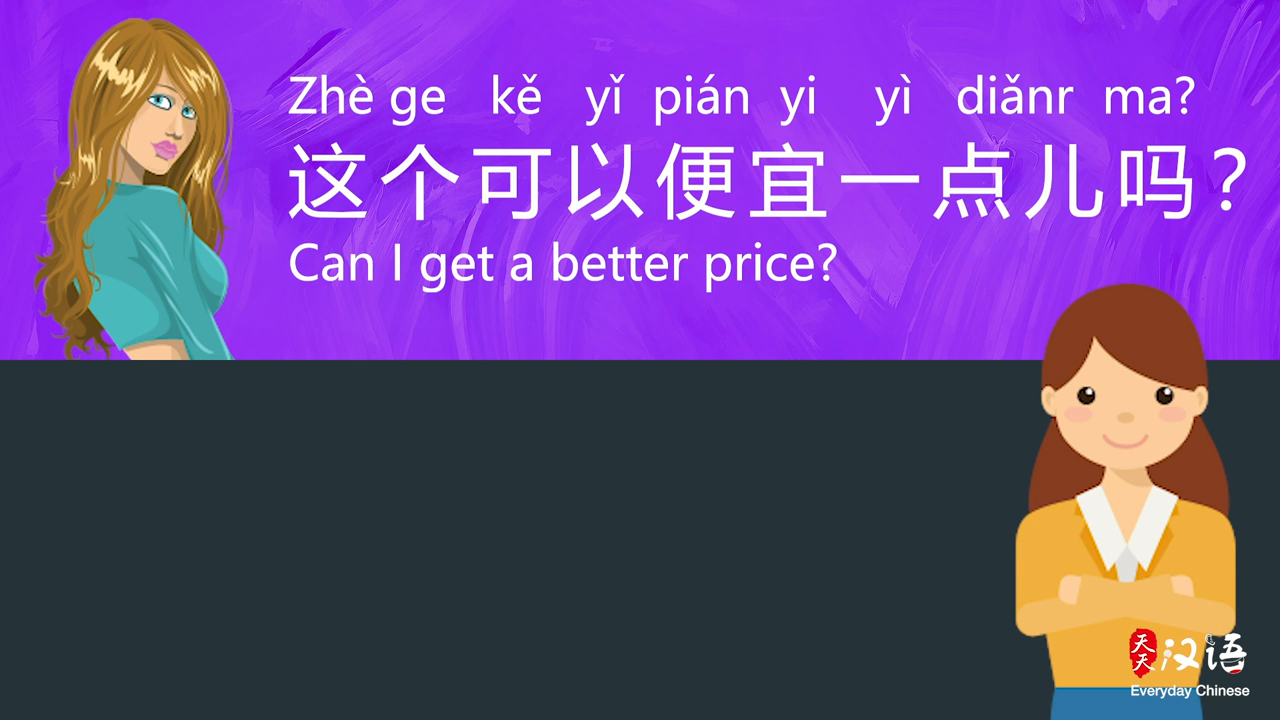 Zhè ge kě yǐ pián yi yì diǎnr ma?
这个可以便宜一点儿吗？
Can I get a better price?
天天汉语
Everyday Chinese